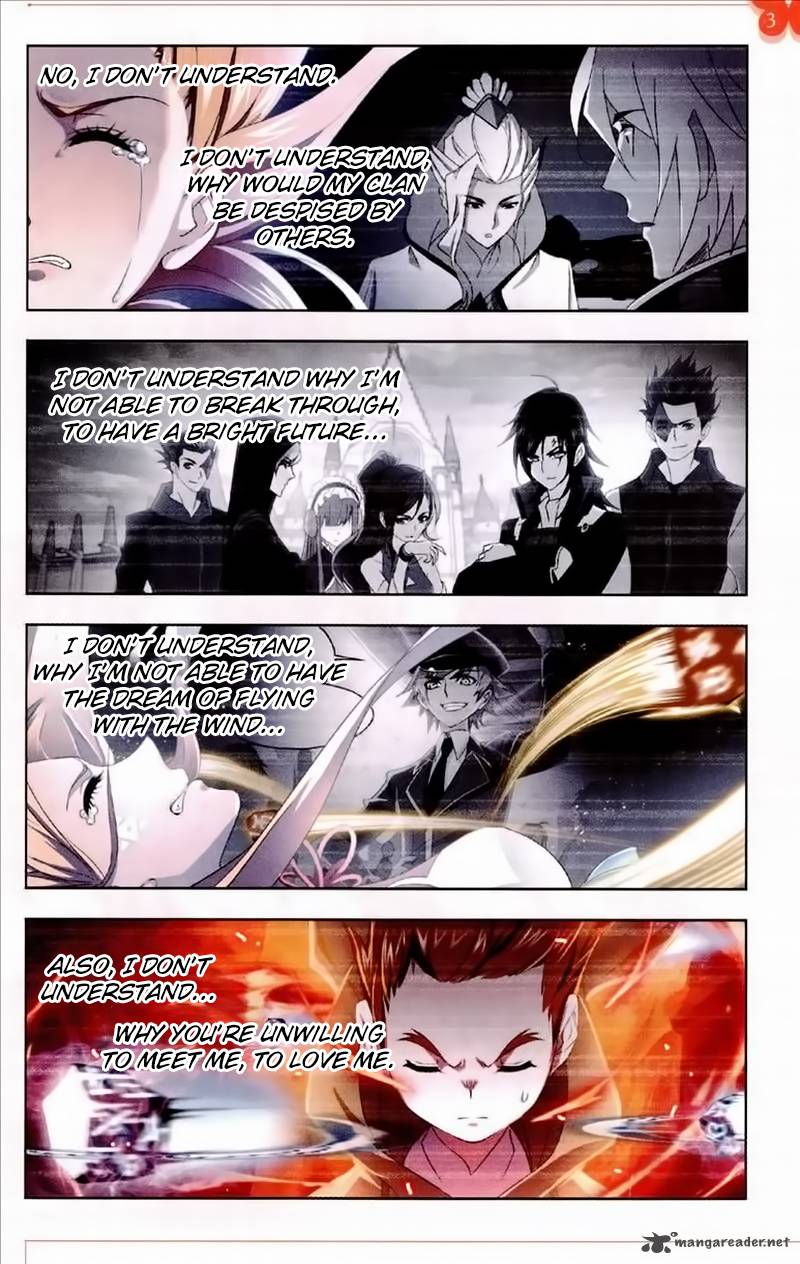 3
NO, I DON'T UNDERSTAND.
I DON'T UNDERSTAND,
WHY WOULD MY CLAN
BE DESPISED BY
OTHERS.
I DON'T UNDERSTAND WHY I'M
NOT ABLE TO BREAK THROUGH,
TO HAVE A BRIGHT FUTURE...
I DON'T UNDERSTAND,
WHY I'M NOT ABLE TO HAVE
THE DREAM OF FLYING
WITH THE WIND...
ALSO, I DON'T
UNDERSTAND...
WHY YOU'RE UNWILLING
TO MEET ME, TO LOVE ME.
mangareader.net